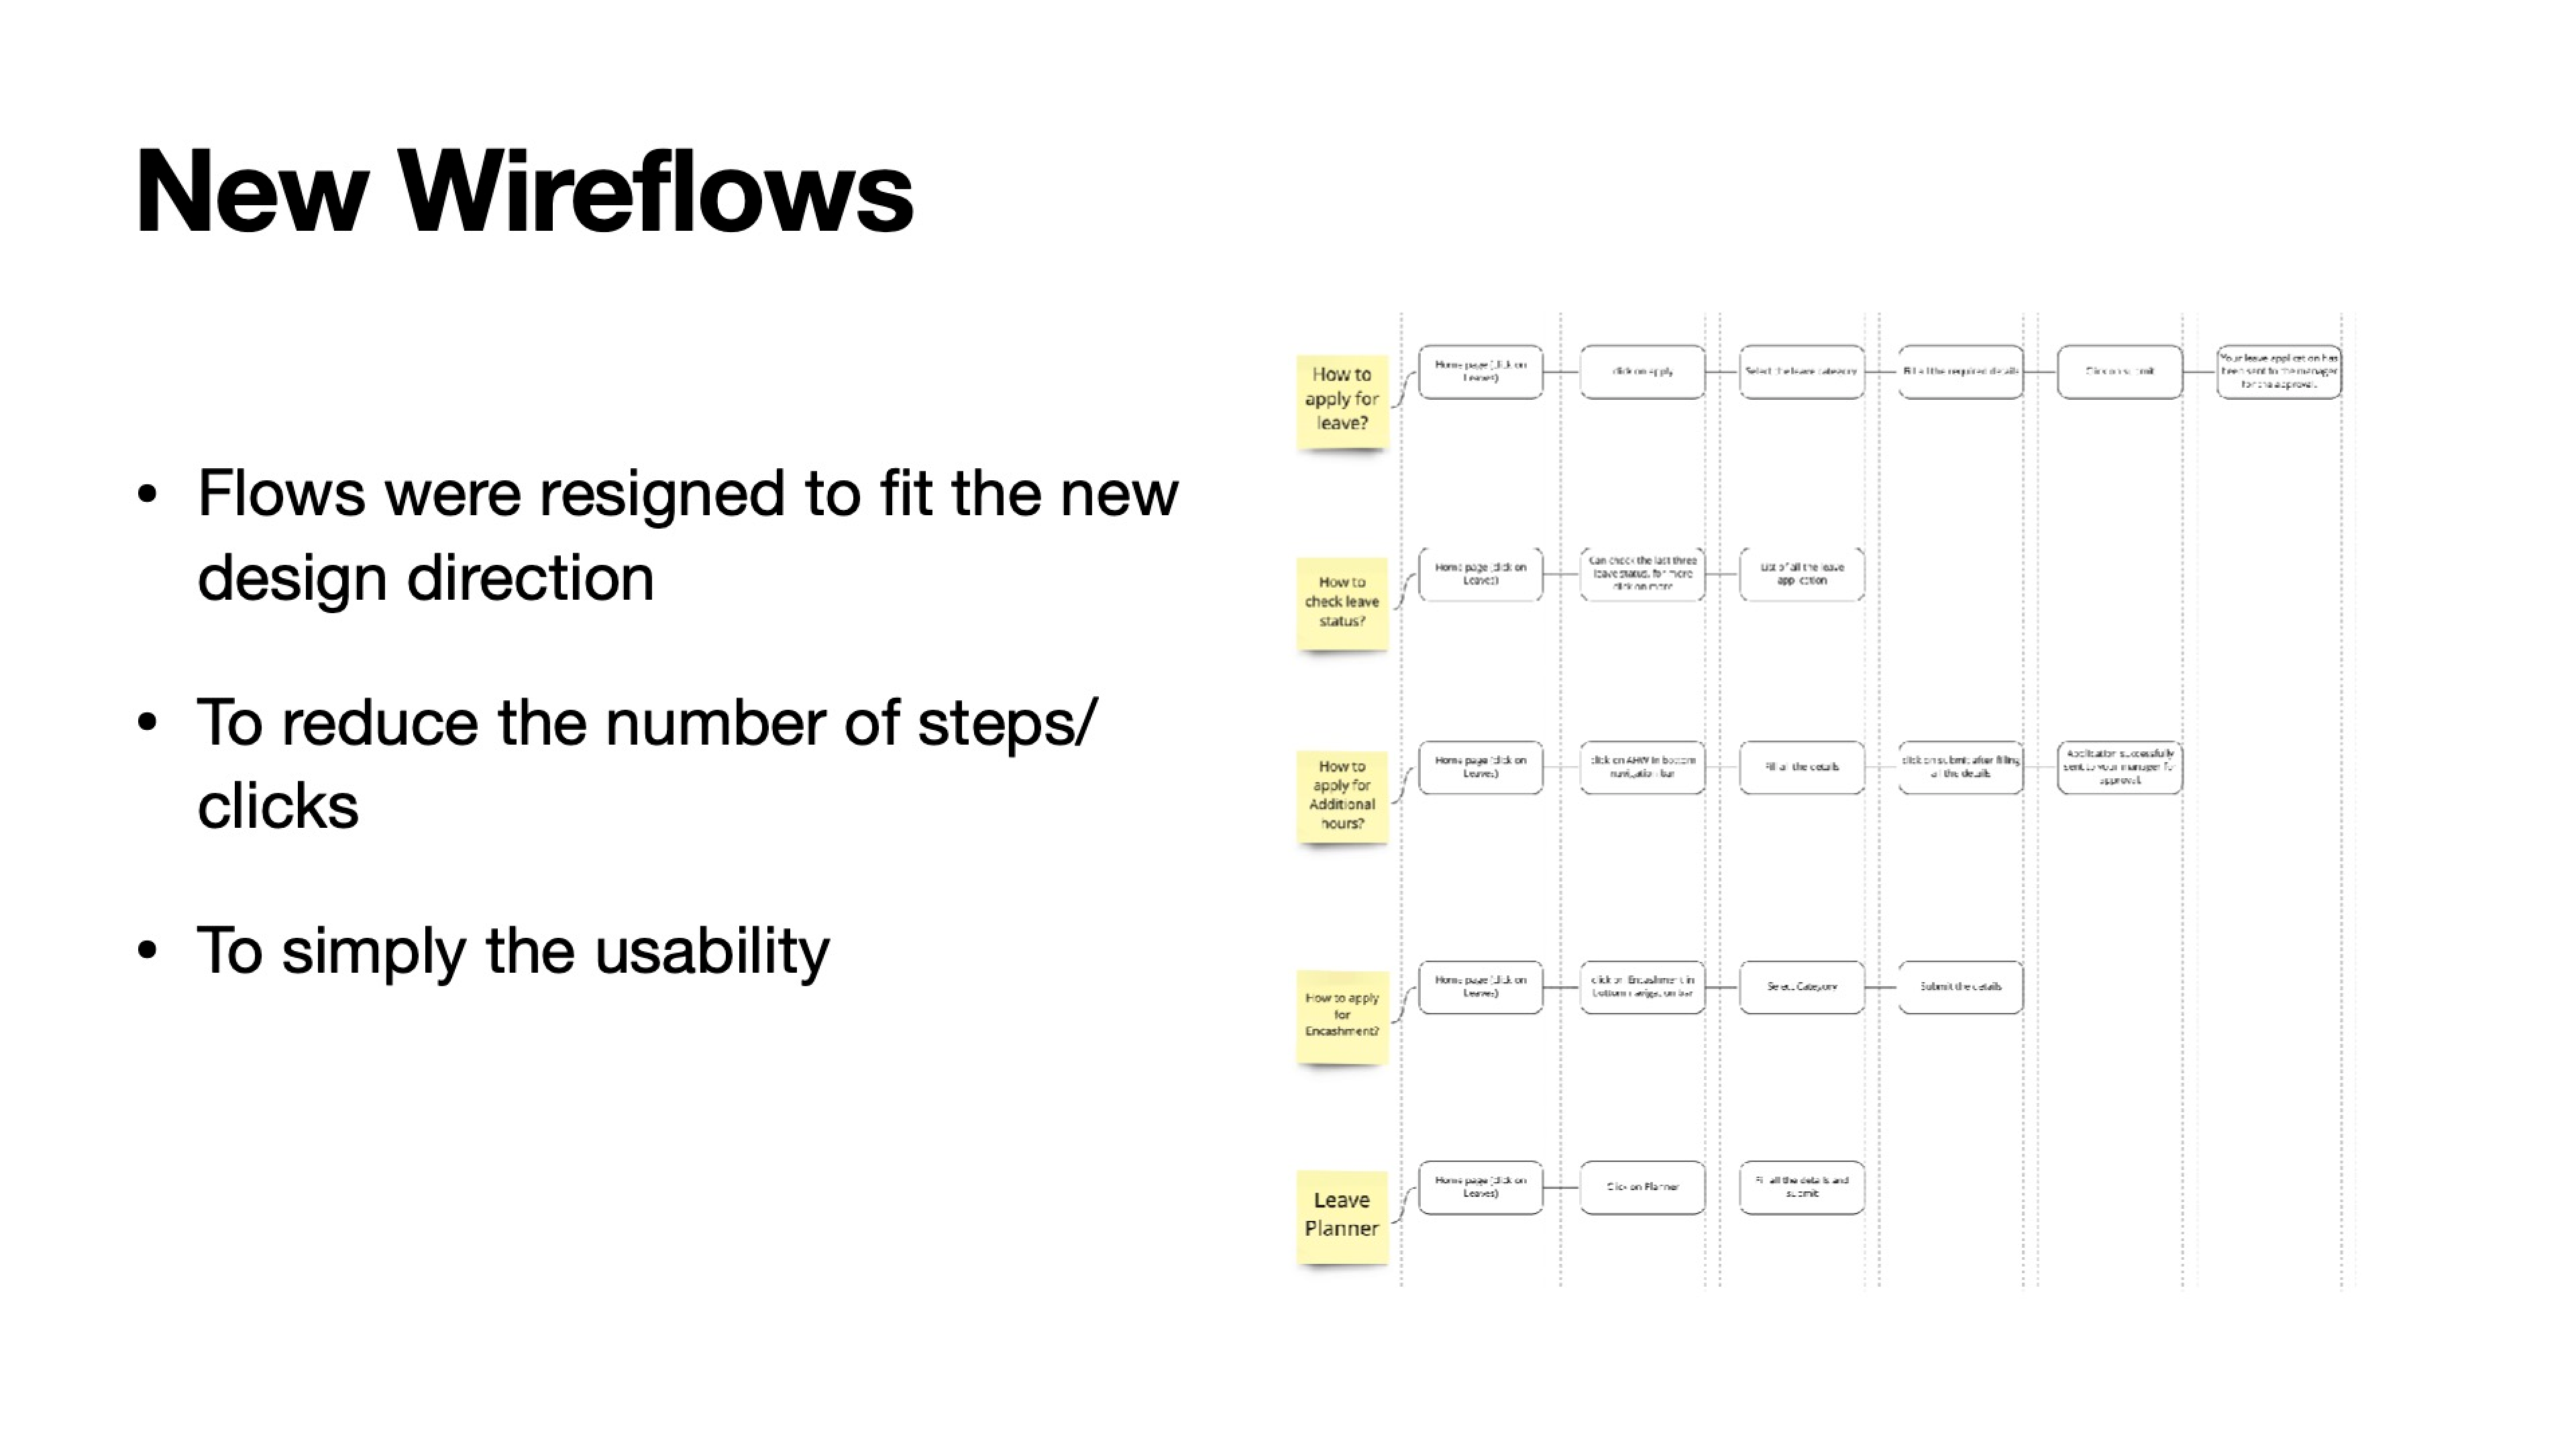 New Wireflows
• Flows were resigned to fit the new
design direction
• To reduce the number of steps/
clicks
• To simply the usability
How to
apply for
leave?
Home page (click on
Leaves)
click on apply
Select the leave category
Fill all the required details
Click on submit
Your leave application has
been sent to the manager
for the approval.
How to
check leave
status?
Home page (click on
Leaves)
Can check the last three
leave status, for more
click on more
List of all the leave
application
How to
apply for
Additional
hours?
Home page (click on
Leaves)
click on AHW in bottom
navigation bar
Fill all the details
click on submit after filling
all the details
Application successfully
sent to your manager for
approval.
How to apply
for
Encashment?
Home page (click on
Leaves)
click on Encashment in
bottom navigation bar
Select Category
Submit the details
Leave
Planner
Home page (click on
Leaves)
Click on Planner
Fill all the details and
submit